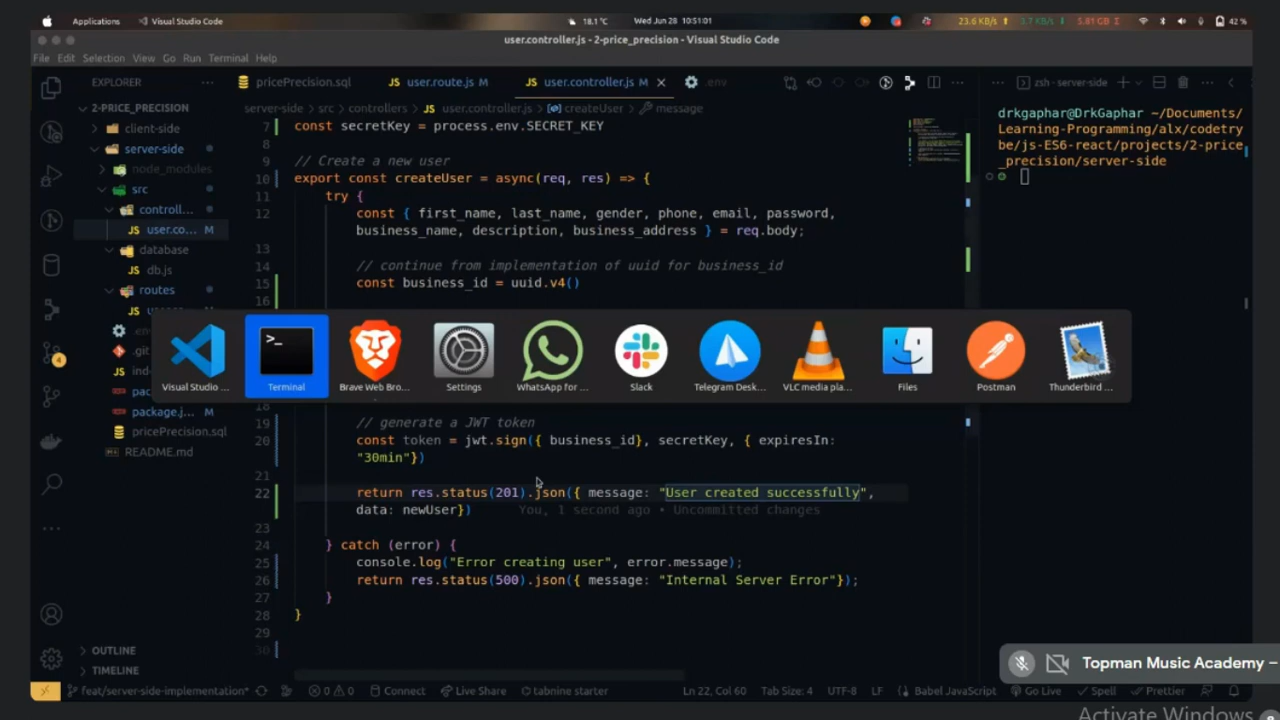 Applications Visual Studio Code 18.1°C Wed Jun 28 10:51:01 23.6 KB/s 1.7 KB/s 5.81 GB 42 %
user.controller.js - 2-price_precision - Visual Studio Code
File Edit Selection View Go Run Terminal Help
EXPLORER ... pricePrecision.sql JS user.route.js M JS user.controller.js M .env ... zsh - server-side
2-PRICE_PRECISION
server-side > src > controllers > JS user.controller.js > createUser > message
client-side
server-side
node_modules
src
controll...
JS user.co... M
database
JS db.js
routes
.git
package.j... M
pricePrecision.sql
README.md
OUTLINE
TIMELINE
7 const secretKey = process.env.SECRET_KEY
8
9 // Create a new user
10 export const createUser = async(req, res) => {
11 try {
12 const { first_name, last_name, gender, phone, email, password,
business_name, description, business_address } = req.body;
13
14 // continue from implementation of uuid for business_id
15 const business_id = uuid.v4()
16
18
19 // generate a JWT token
20 const token = jwt.sign({ business_id}, secretKey, { expiresIn:
"30min"})
21
22 return res.status(201).json({ message: "User created successfully",
data: newUser}) You, 1 second ago • Uncommitted changes
23
24 } catch (error) {
25 console.log("Error creating user", error.message);
26 return res.status(500).json({ message: "Internal Server Error"});
27 }
28 }
29
30
drkgaphar@DrkGaphar ~/Documents/
Learning-Programming/alx/codetry
be/js-ES6-react/projects/2-price
_precision/server-side
Visual Studio ... Terminal Brave Web Bro... Settings WhatsApp for ... Slack Telegram Desk... VLC media pla... Files Postman Thunderbird ...
4
Topman Music Academy –
feat/server-side-implementation* 0 0 Connect Live Share tabnine starter Ln 22, Col 60 Tab Size: 4 UTF-8 LF Babel JavaScript Go Live Spell Prettier
Activate Windows